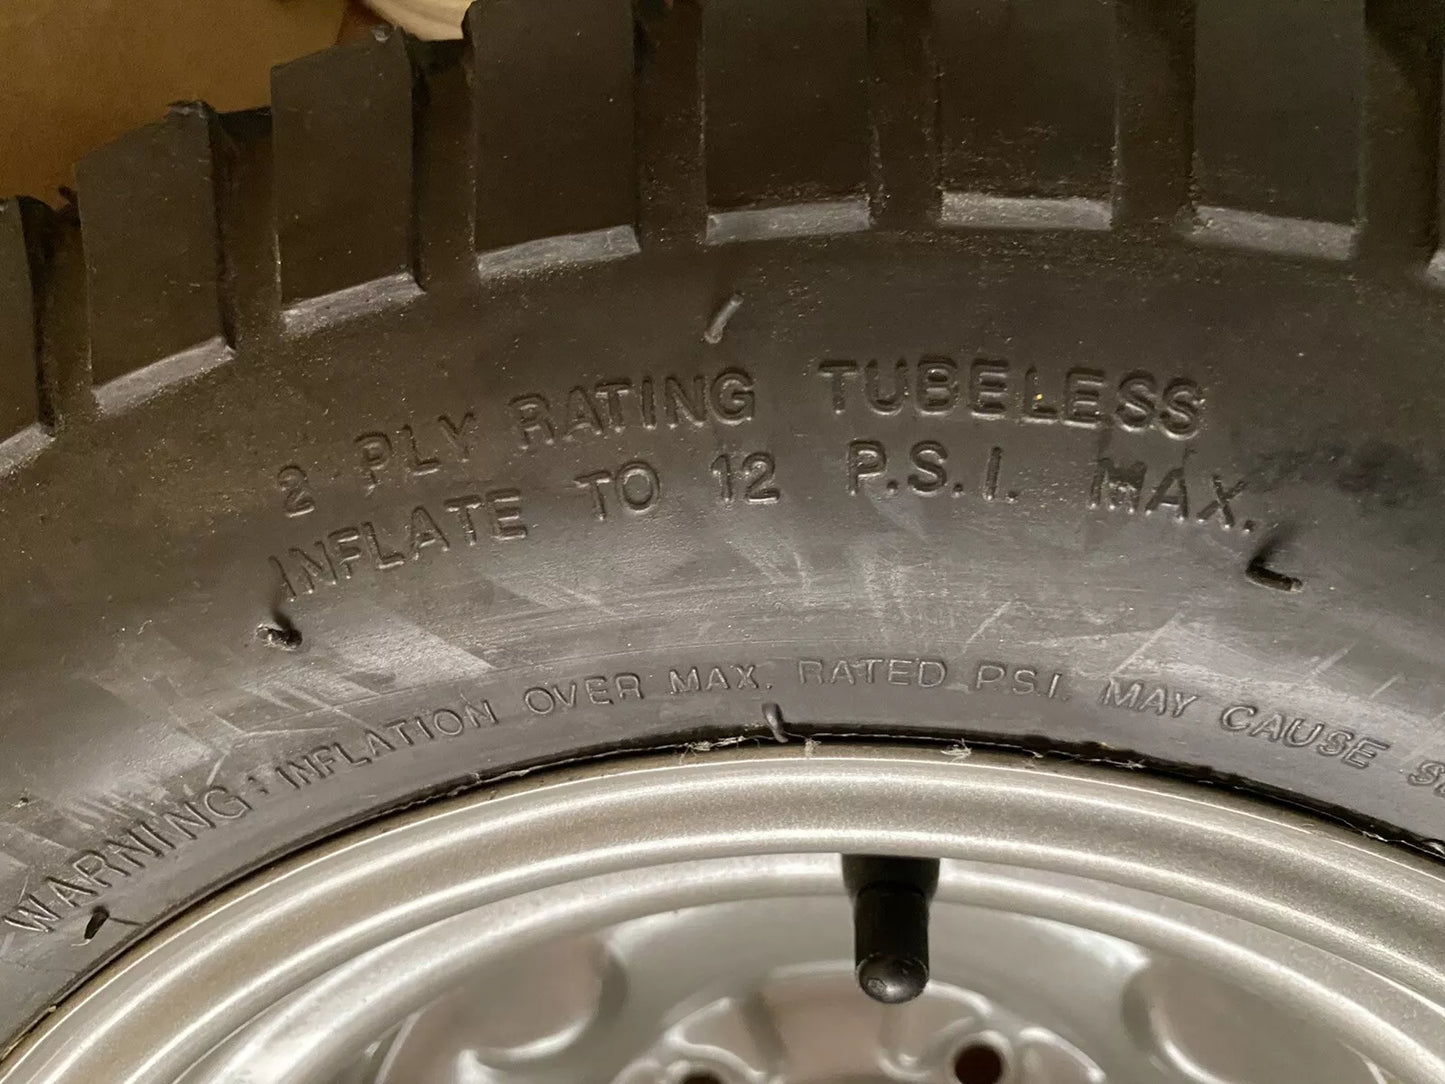 2 PLY RATING TUBELESS
INFLATE TO 12 P.S.I. MAX.
WARNING: INFLATION OVER MAX. RATED P.S.I. MAY CAUSE